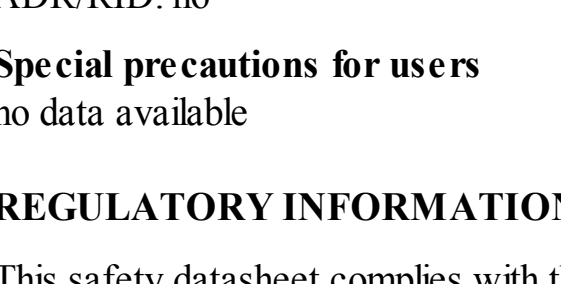 ADR/RID: no
Special precautions for users
no data available
REGULATORY INFORMATION
This safety datasheet complies with